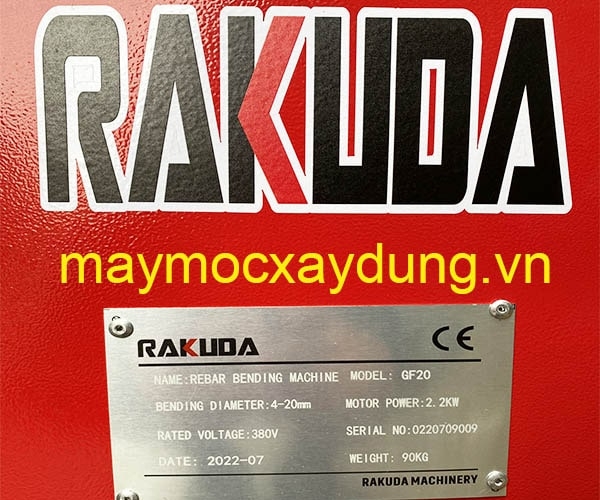 RAKUDA
maymocxaydung.vn
RAKUDA CE
NAME:REBAR BENDING MACHINE MODEL: GF20
BENDING DIAMETER:4-20mm MOTOR POWER:2.2KW
RATED VOLTAGE:380V SERIAL NO:0220709009
DATE: 2022-07 WEIGHT: 90KG
RAKUDA MACHINERY